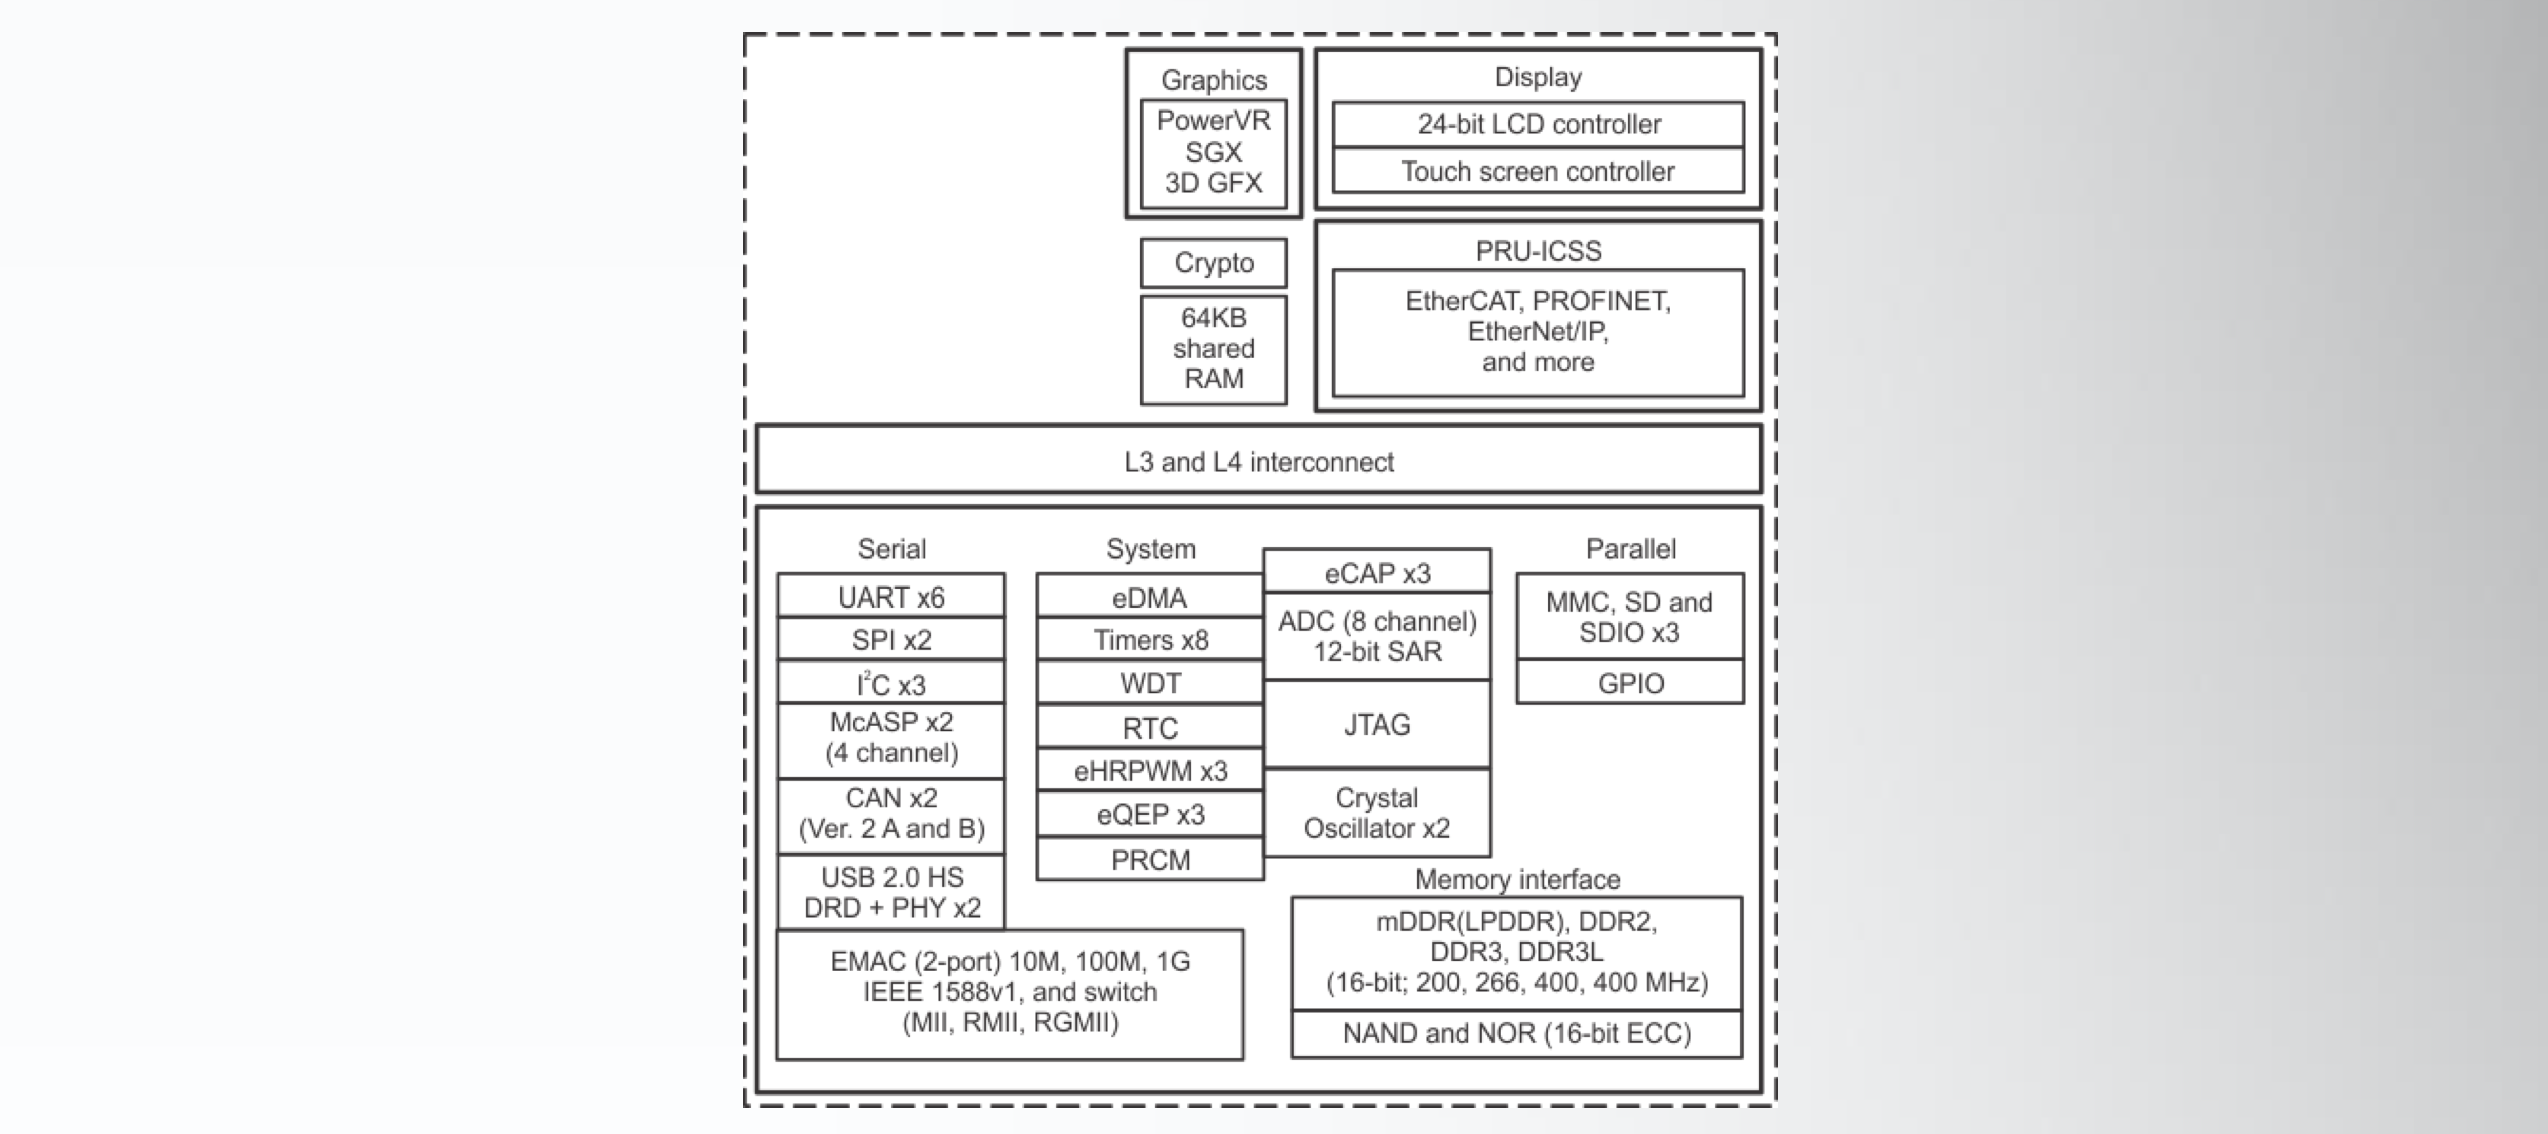 Graphics
PowerVR
SGX
3D GFX
Display
24-bit LCD controller
Touch screen controller
Crypto
64KB
shared
RAM
PRU-ICSS
EtherCAT, PROFINET,
EtherNet/IP,
and more
L3 and L4 interconnect
Serial
UART x6
SPI x2
I²C x3
McASP x2
(4 channel)
CAN x2
(Ver. 2 A and B)
USB 2.0 HS
DRD + PHY x2
EMAC (2-port) 10M, 100M, 1G
IEEE 1588v1, and switch
(MII, RMII, RGMII)
System
eDMA
Timers x8
WDT
RTC
eHRPWM x3
eQEP x3
PRCM
eCAP x3
ADC (8 channel)
12-bit SAR
JTAG
Crystal
Oscillator x2
Parallel
MMC, SD and
SDIO x3
GPIO
Memory interface
mDDR(LPDDR), DDR2,
DDR3, DDR3L
(16-bit; 200, 266, 400, 400 MHz)
NAND and NOR (16-bit ECC)